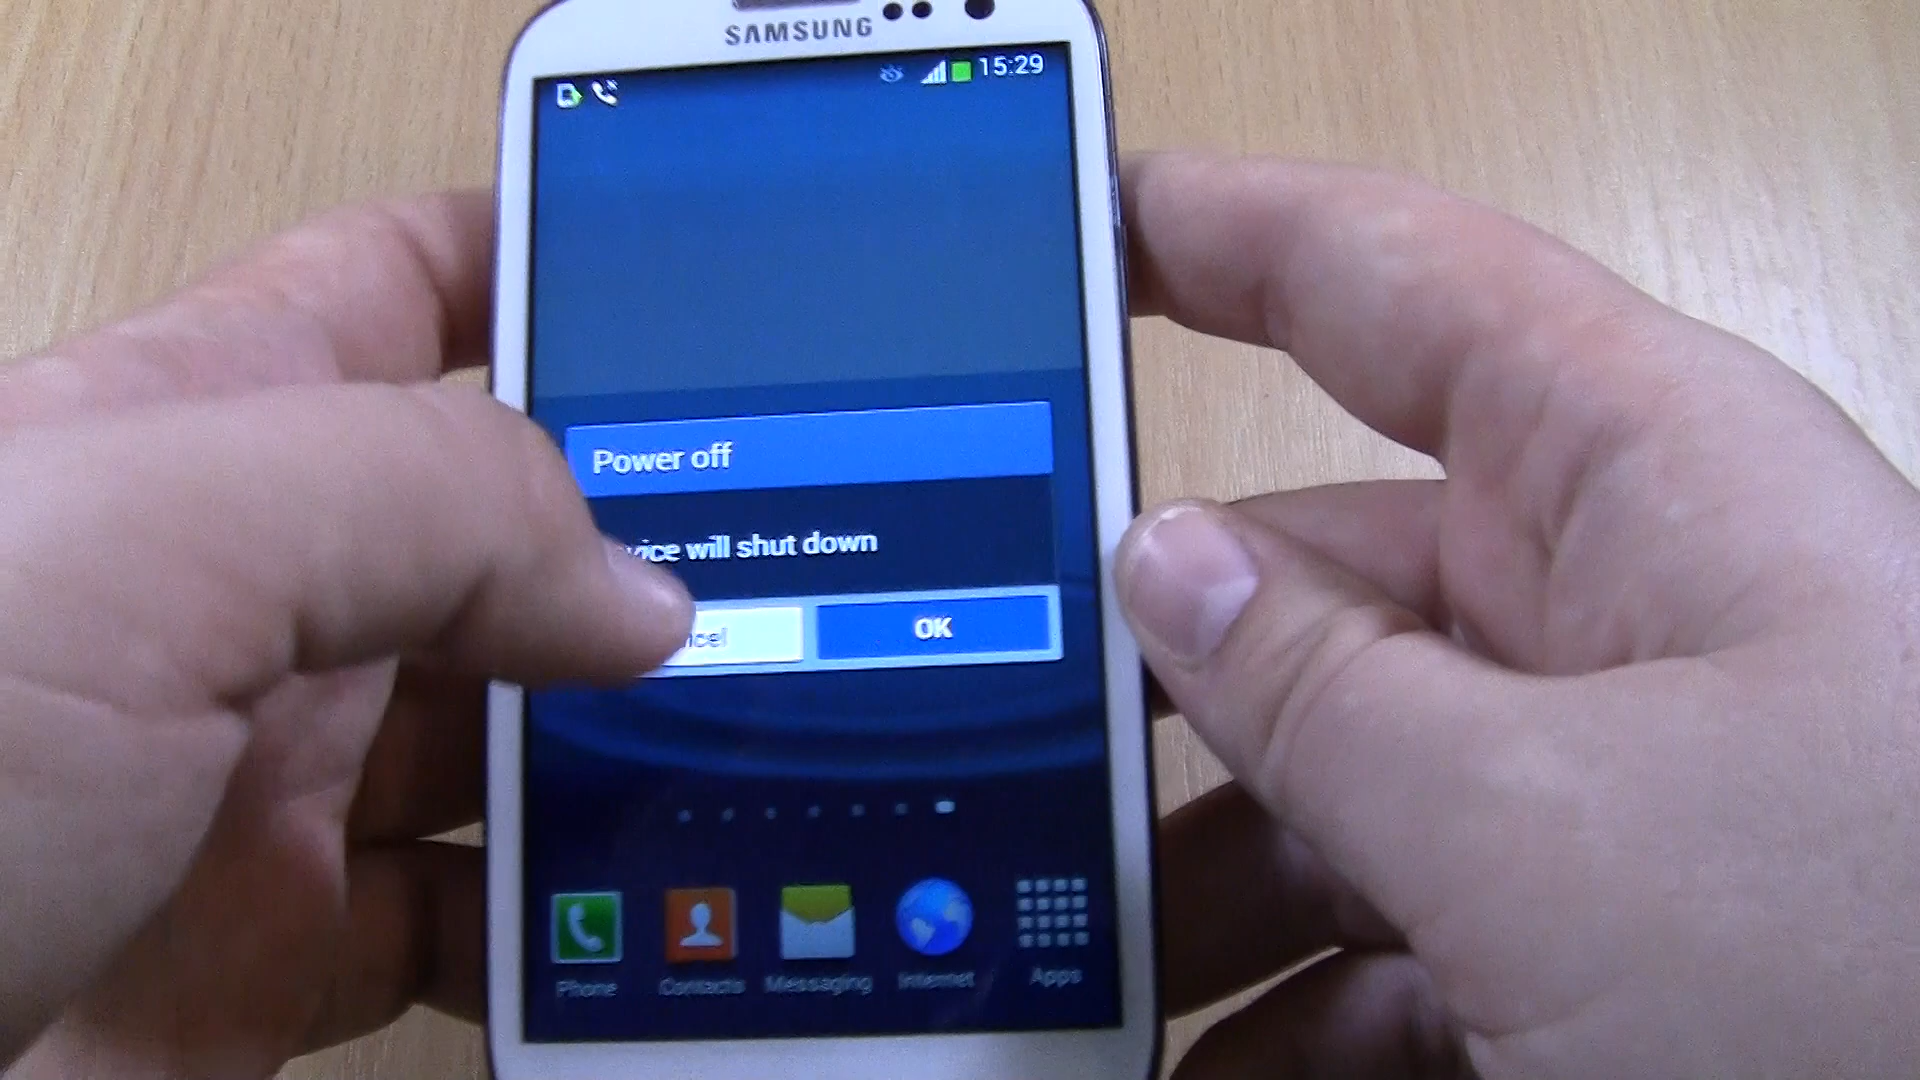 SAMSUNG
15:29
Power off
vice will shut down
ncel
OK
Phone
Contacts
Messaging
Internet
Apps